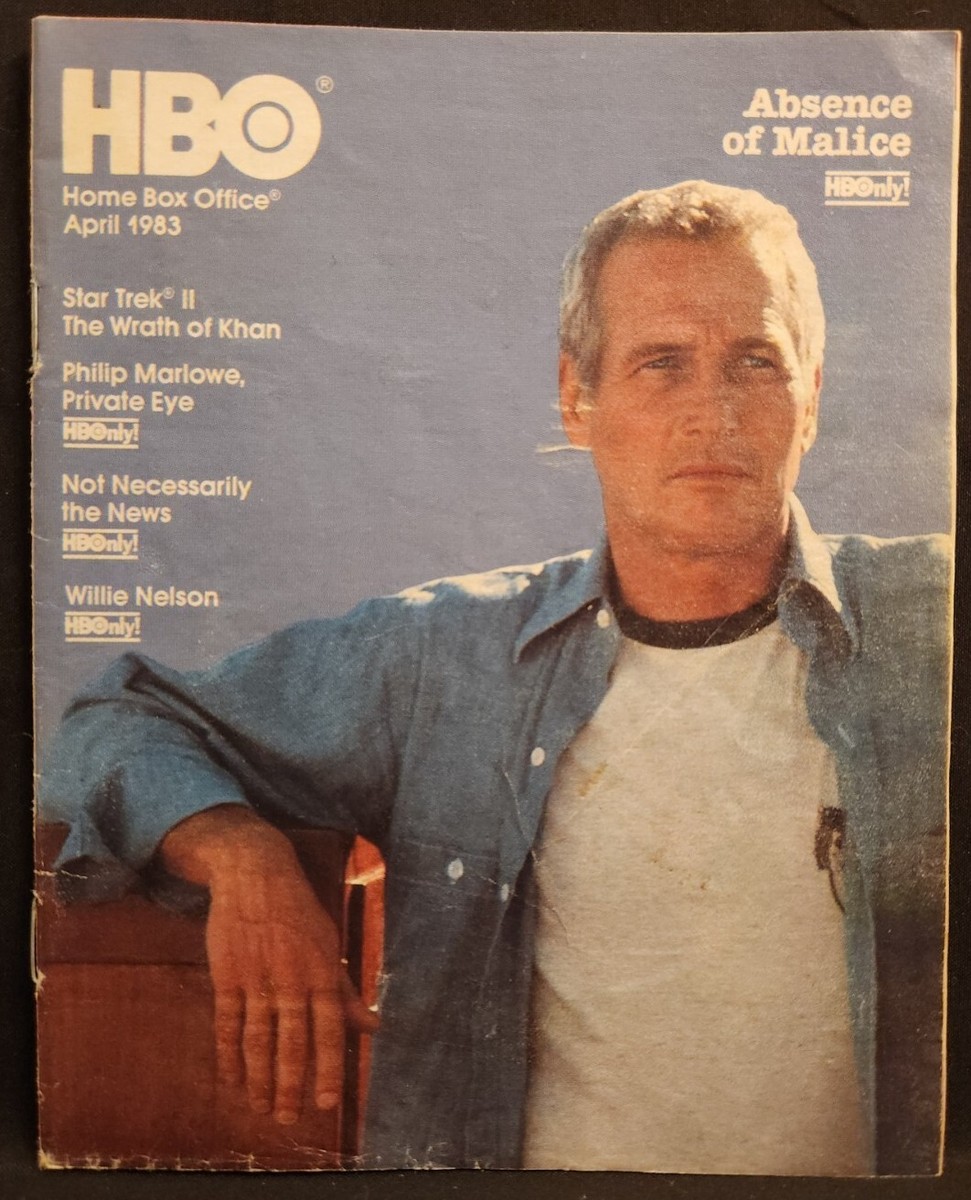 HBO®
Home Box Office®
April 1983
Star Trek® II
The Wrath of Khan
Philip Marlowe,
Private Eye
HBOnly!
Not Necessarily
the News
HBOnly!
Willie Nelson
HBOnly!
Absence
of Malice
HBOnly!